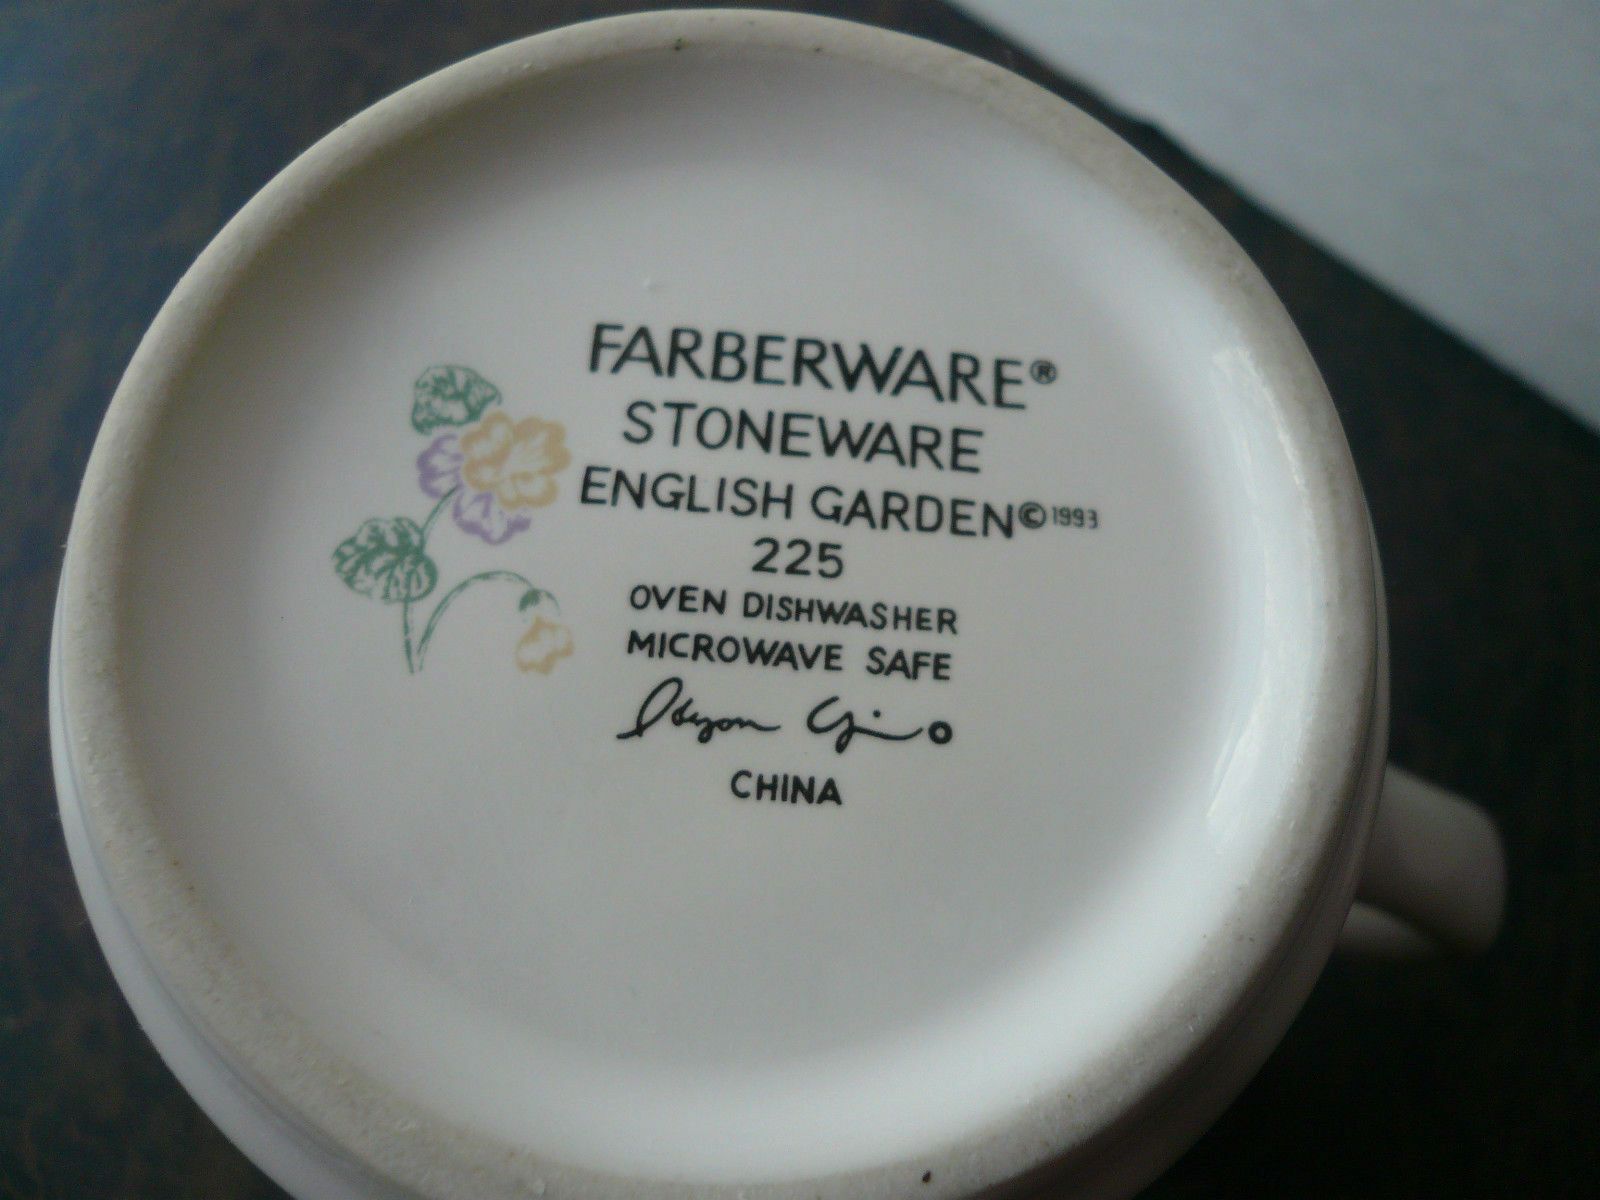 FARBERWARE®
STONEWARE
ENGLISH GARDEN© 1993
225
OVEN DISHWASHER
MICROWAVE SAFE
CHINA